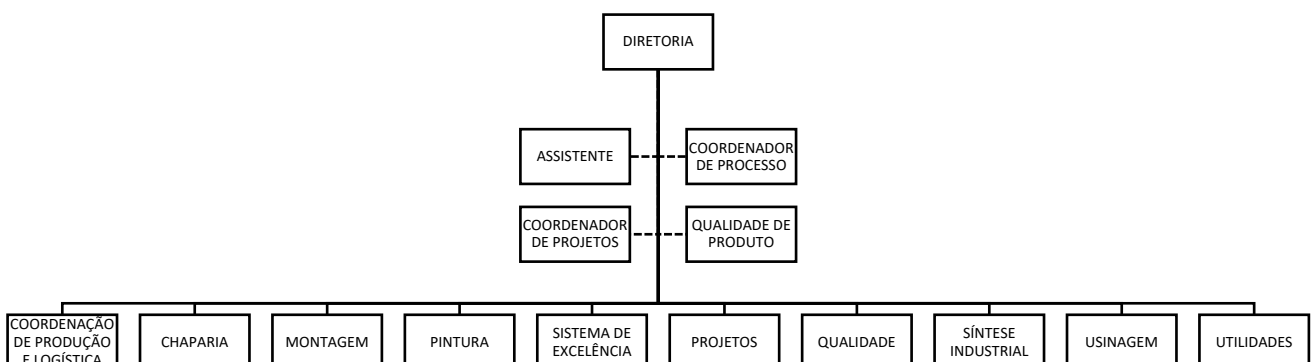 DIRETORIA
ASSISTENTE
COORDENADOR
DE PROCESSO
COORDENADOR
DE PROJETOS
QUALIDADE DE
PRODUTO
COORDENAÇÃO
DE PRODUÇÃO
E LOGÍSTICA
CHAPARIA
MONTAGEM
PINTURA
SISTEMA DE
EXCELÊNCIA
PROJETOS
QUALIDADE
SÍNTESE
INDUSTRIAL
USINAGEM
UTILIDADES